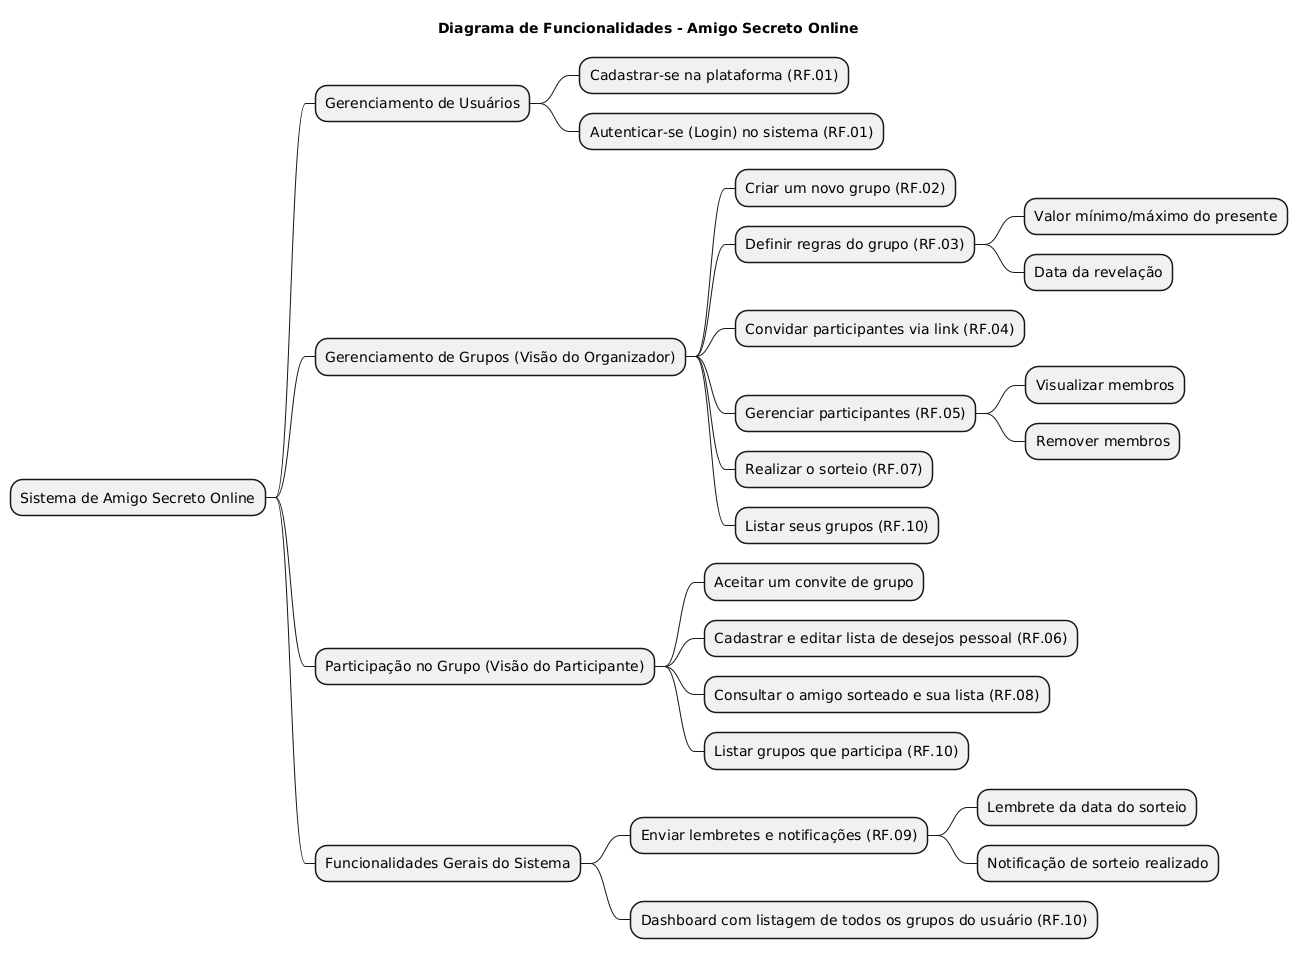 Diagrama de Funcionalidades - Amigo Secreto Online
Sistema de Amigo Secreto Online
Gerenciamento de Usuários
Cadastrar-se na plataforma (RF.01)
Autenticar-se (Login) no sistema (RF.01)
Gerenciamento de Grupos (Visão do Organizador)
Criar um novo grupo (RF.02)
Definir regras do grupo (RF.03)
Valor mínimo/máximo do presente
Data da revelação
Convidar participantes via link (RF.04)
Gerenciar participantes (RF.05)
Visualizar membros
Remover membros
Realizar o sorteio (RF.07)
Listar seus grupos (RF.10)
Participação no Grupo (Visão do Participante)
Aceitar um convite de grupo
Cadastrar e editar lista de desejos pessoal (RF.06)
Consultar o amigo sorteado e sua lista (RF.08)
Listar grupos que participa (RF.10)
Funcionalidades Gerais do Sistema
Enviar lembretes e notificações (RF.09)
Lembrete da data do sorteio
Notificação de sorteio realizado
Dashboard com listagem de todos os grupos do usuário (RF.10)